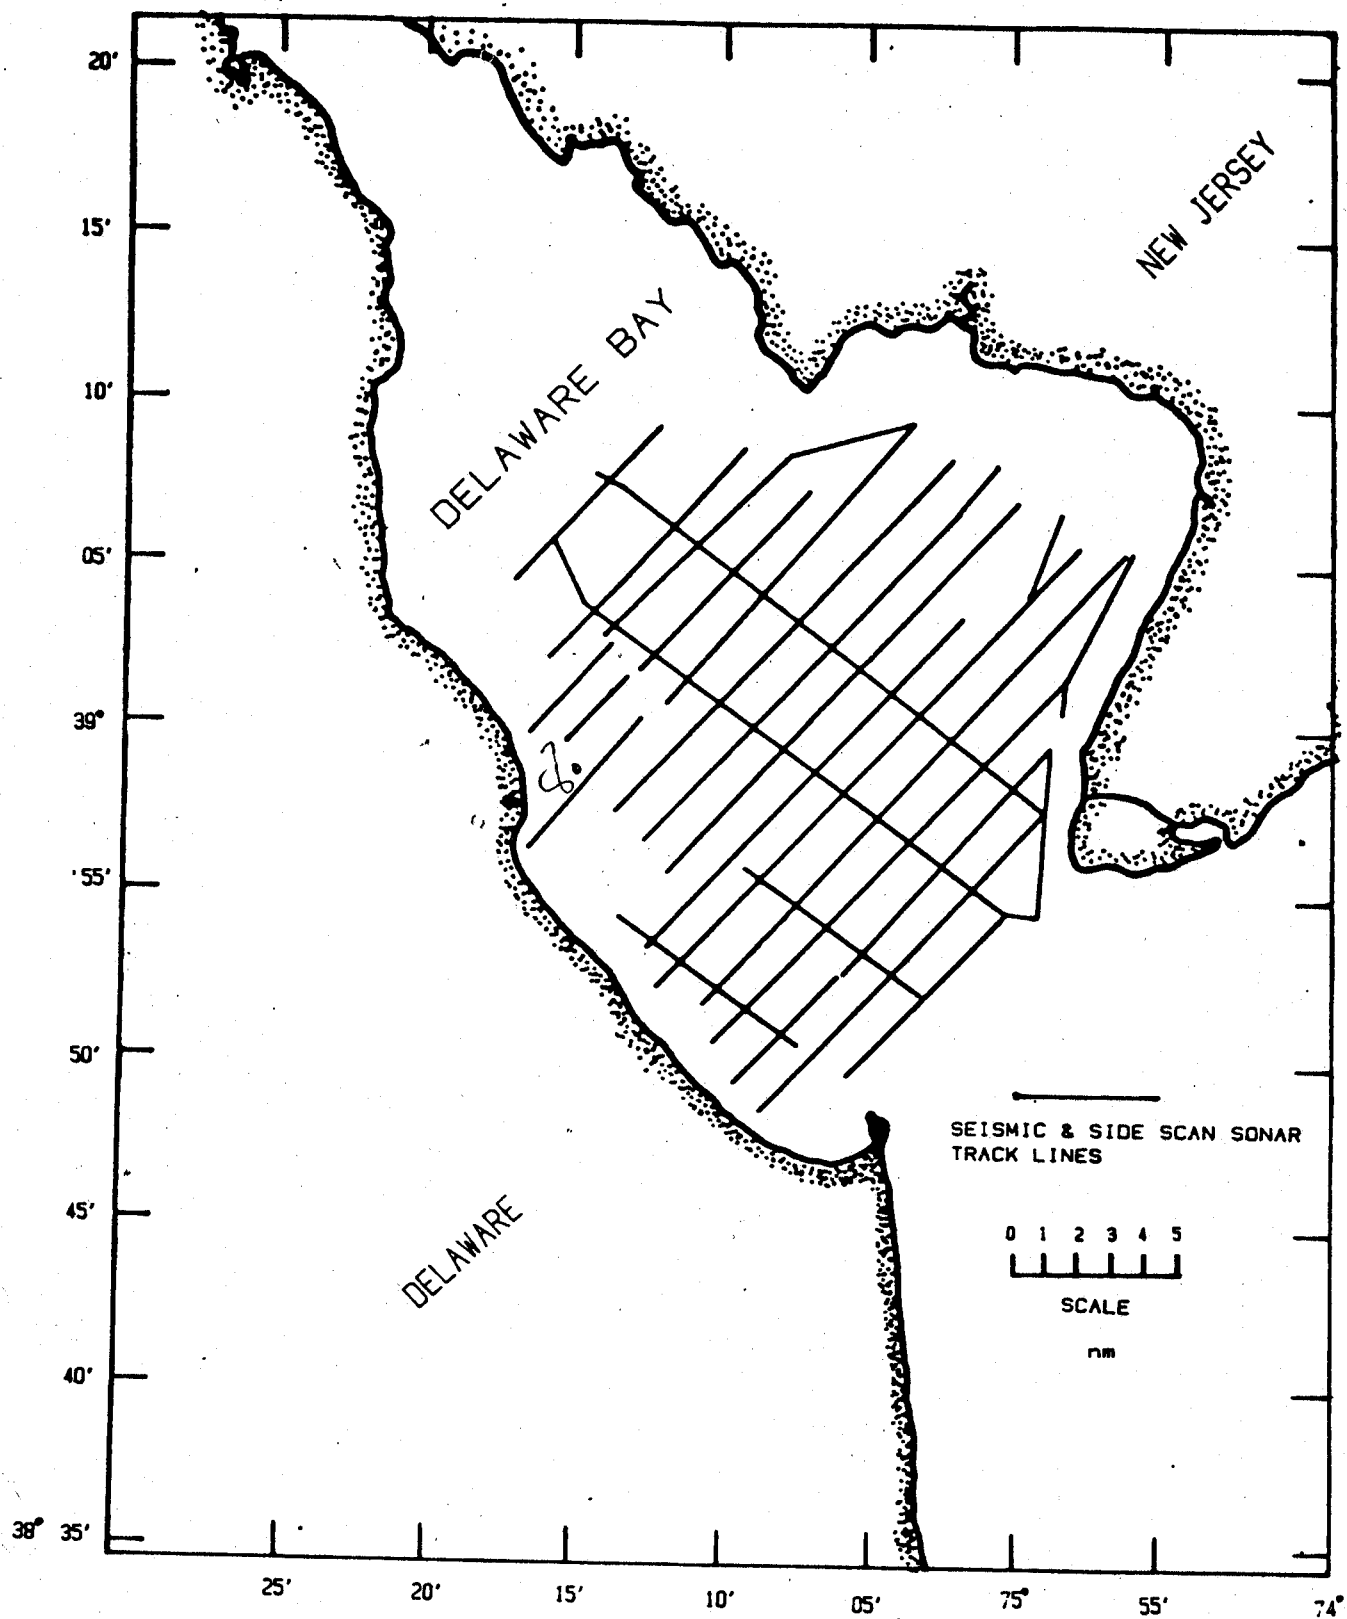 20'
15'
10'
05'
39°
55'
50'
45'
40'
38° 35'
NEW JERSEY
DELAWARE BAY
8.
DELAWARE
SEISMIC & SIDE SCAN SONAR
TRACK LINES
0 1 2 3 4 5
SCALE
nm
25' 20' 15' 10' 05' 75° 55' 74°